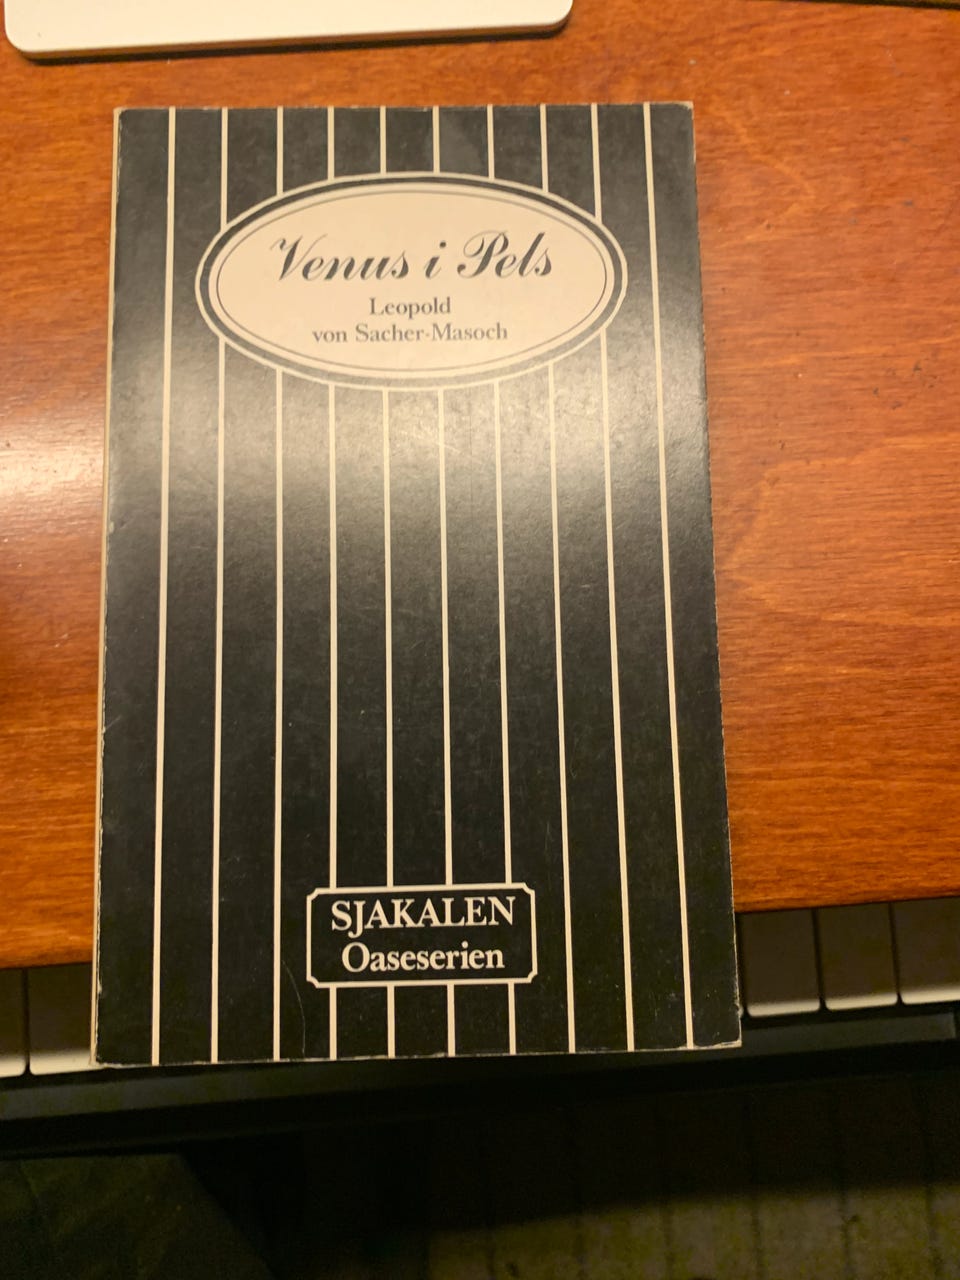 Venus i Pels
Leopold
von Sacher-Masoch
SJAKALEN
Oaseserien